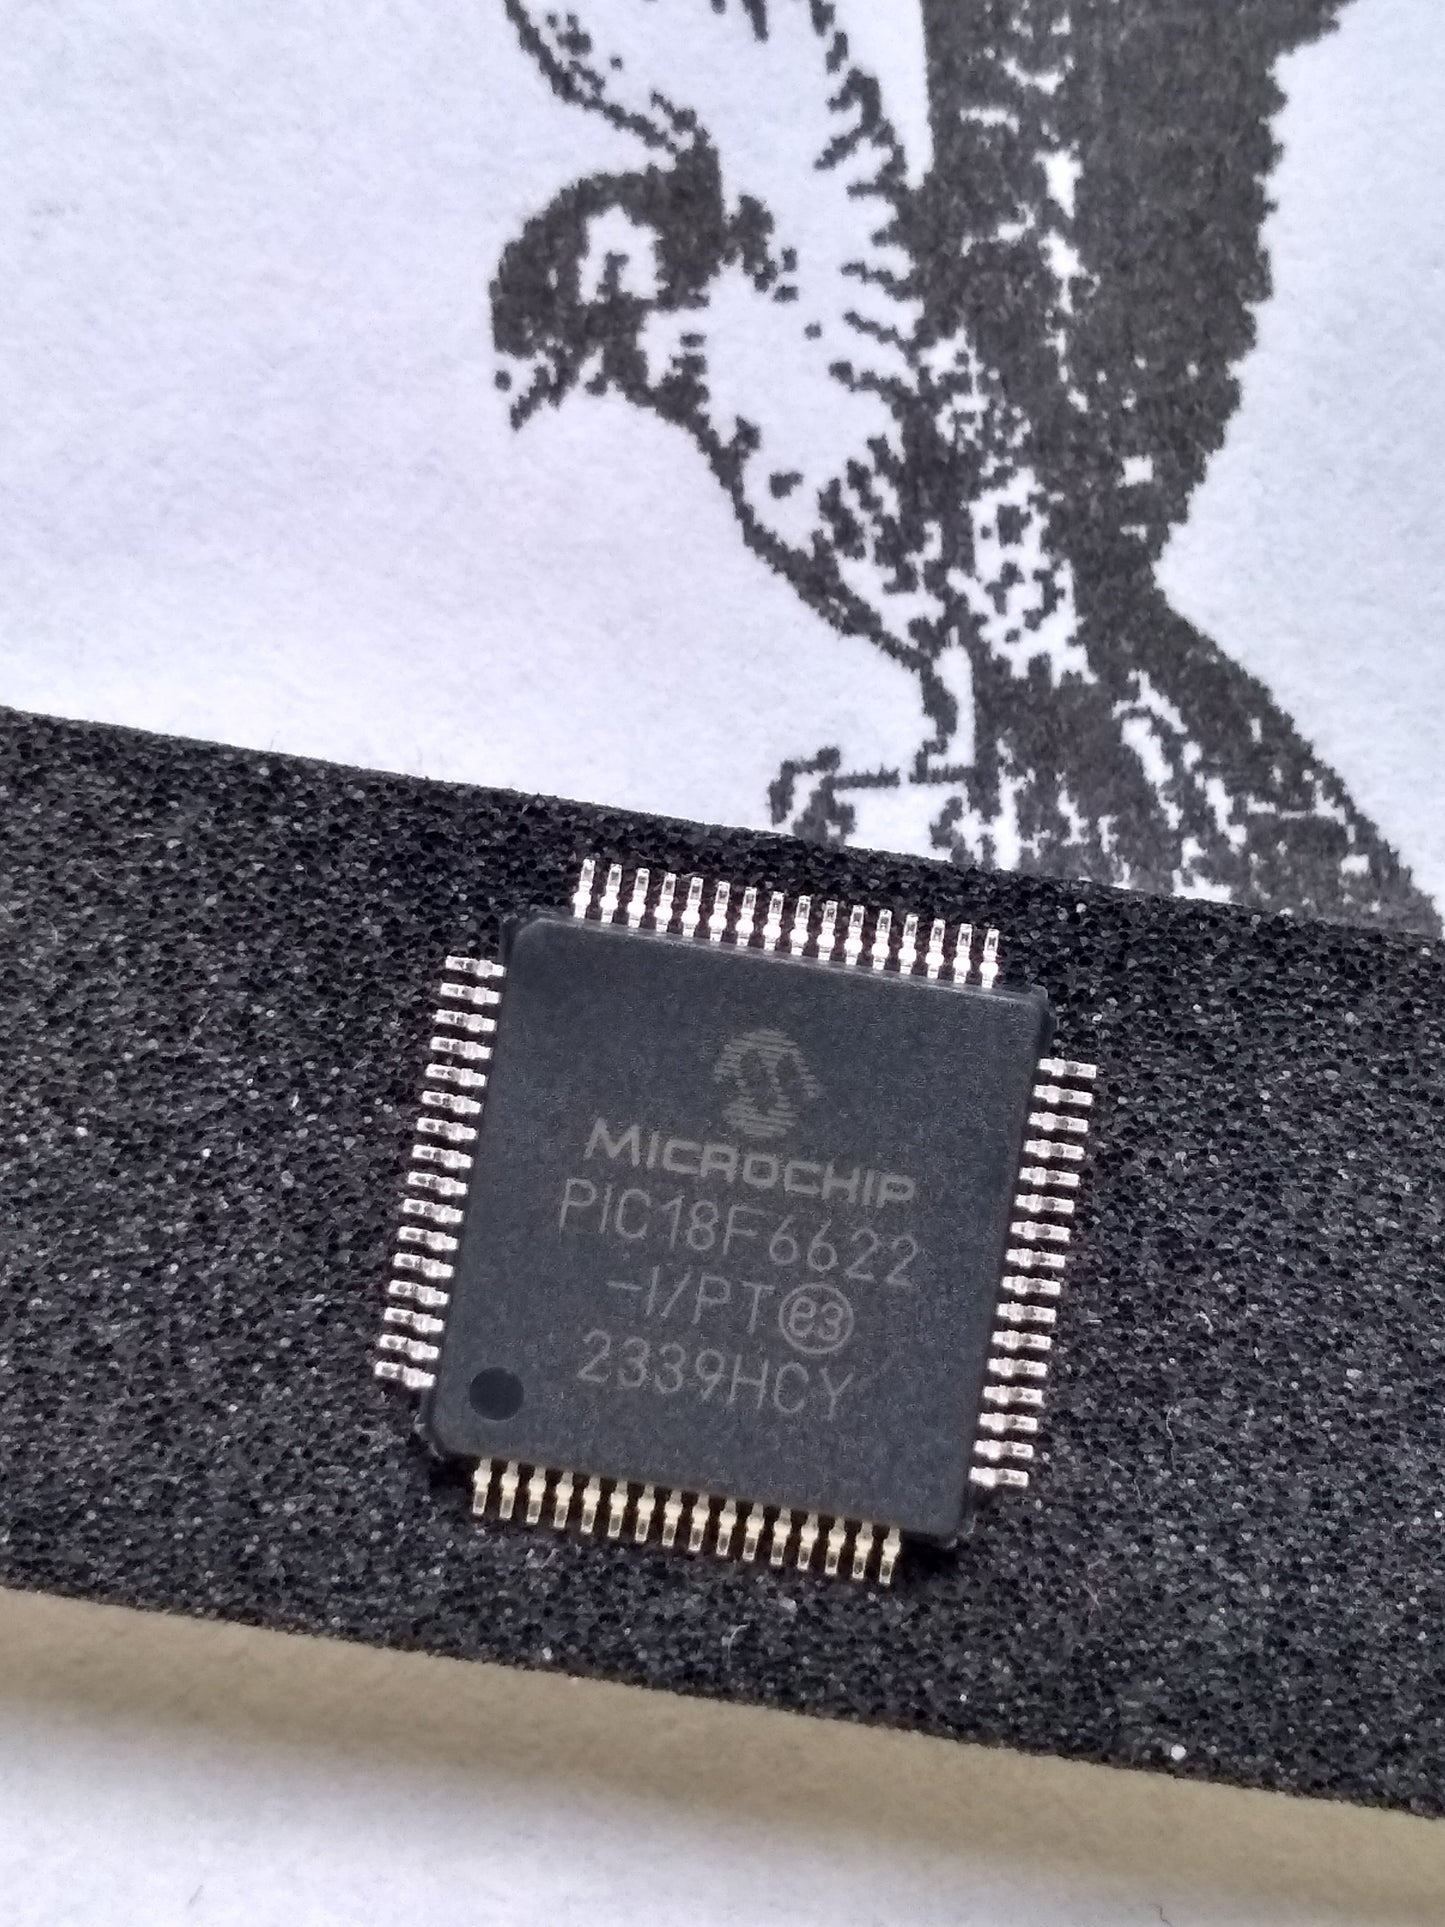 MICROCHIP
PIC18F6622
-I/PT e3
2339HCY